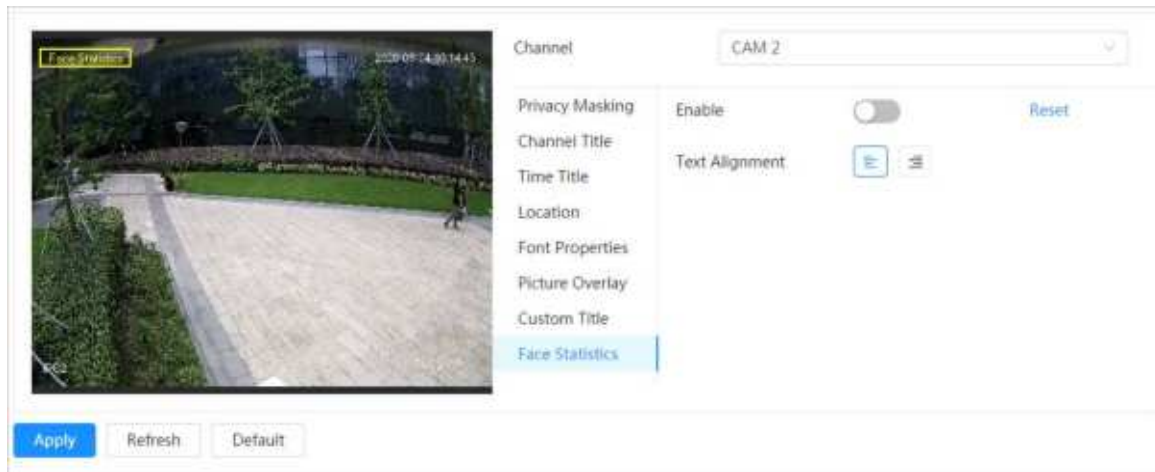 Face Statistics
Channel
CAM 2
Privacy Masking
Enable
Reset
Channel Title
Text Alignment
Time Title
Location
Font Properties
Picture Overlay
Custom Title
Face Statistics
Apply
Refresh
Default